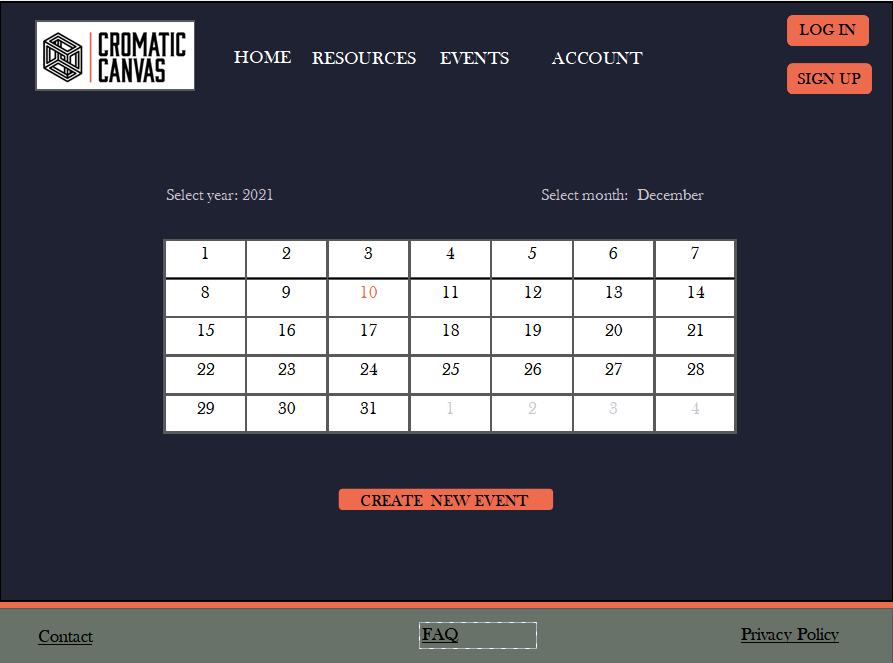 CROMATIC
CANVAS
HOME RESOURCES EVENTS ACCOUNT
LOG IN
SIGN UP
Select year: 2021 Select month: December
1 2 3 4 5 6 7
8 9 10 11 12 13 14
15 16 17 18 19 20 21
22 23 24 25 26 27 28
29 30 31 1 2 3 4
CREATE NEW EVENT
Contact FAQ Privacy Policy